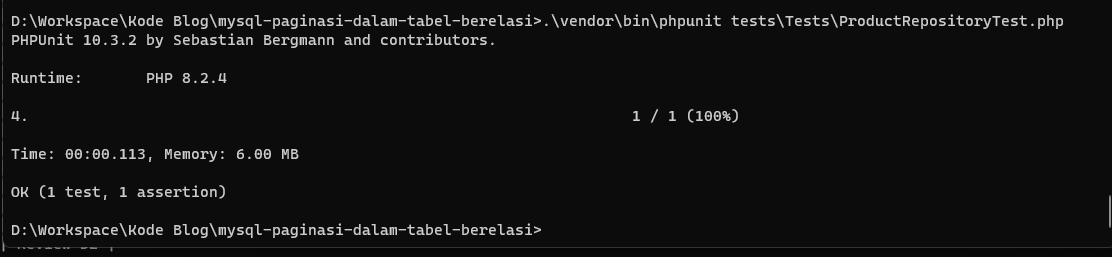 D:\Workspace\Kode Blog\mysql-paginasi-dalam-tabel-berelasi>.\vendor\bin\phpunit tests\Tests\ProductRepositoryTest.php
PHPUnit 10.3.2 by Sebastian Bergmann and contributors.
Runtime:       PHP 8.2.4
4.                                                                   1 / 1 (100%)
Time: 00:00.113, Memory: 6.00 MB
OK (1 test, 1 assertion)
D:\Workspace\Kode Blog\mysql-paginasi-dalam-tabel-berelasi>